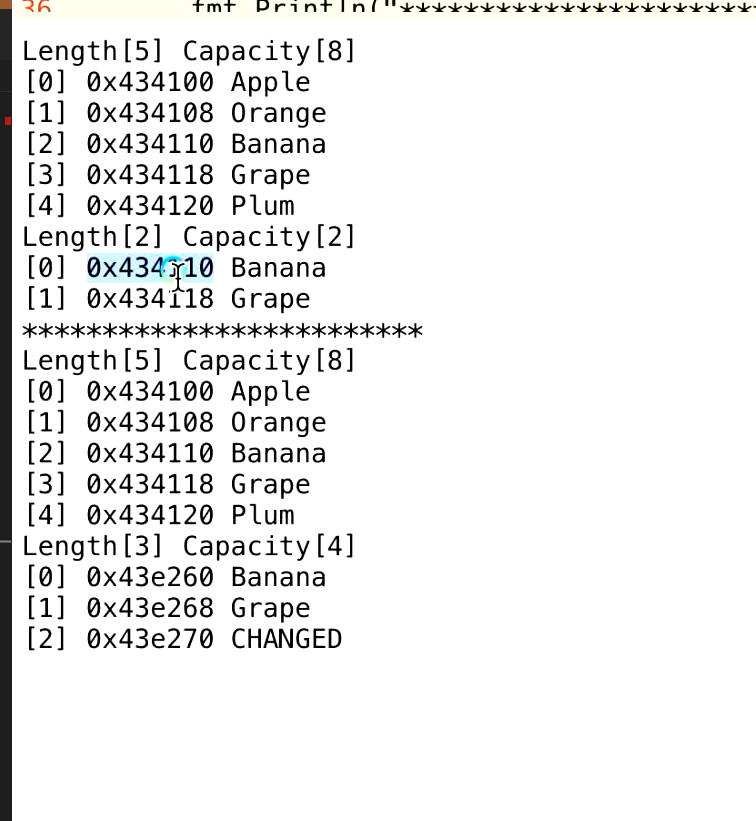 36 fmt.Println("***********************
Length[5] Capacity[8]
[0] 0x434100 Apple
[1] 0x434108 Orange
[2] 0x434110 Banana
[3] 0x434118 Grape
[4] 0x434120 Plum
Length[2] Capacity[2]
[0] 0x434110 Banana
[1] 0x434118 Grape
*************************
Length[5] Capacity[8]
[0] 0x434100 Apple
[1] 0x434108 Orange
[2] 0x434110 Banana
[3] 0x434118 Grape
[4] 0x434120 Plum
Length[3] Capacity[4]
[0] 0x43e260 Banana
[1] 0x43e268 Grape
[2] 0x43e270 CHANGED